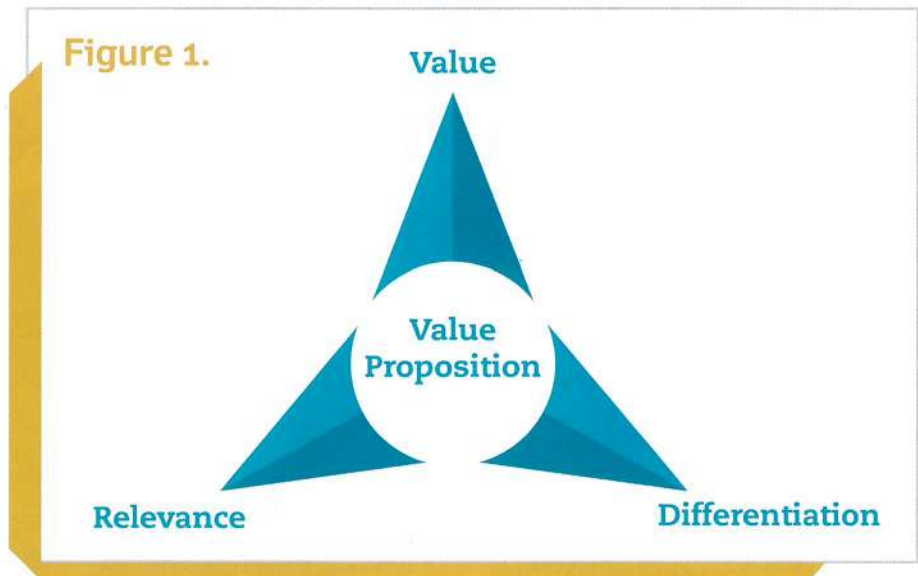 Figure 1.
Value
Value
Proposition
Relevance
Differentiation